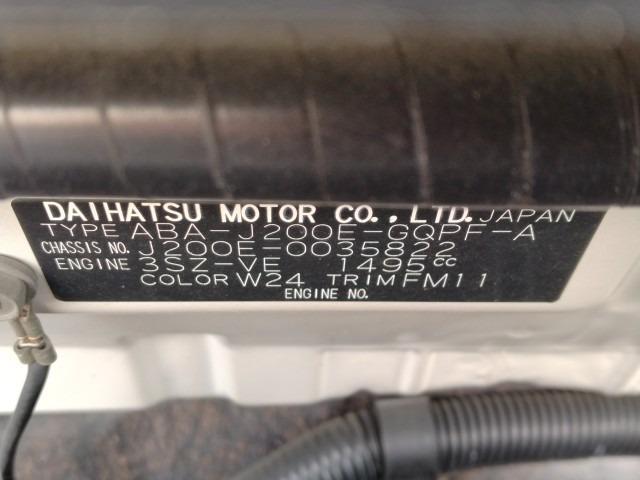 DAIHATSU MOTOR CO., LTD. JAPAN
TYPE ABA-J200E-GQPF-A
CHASSIS NO. J200E-0035822
ENGINE 3SZ-VE 1495cc
COLOR W24 TRIM FM11
ENGINE NO.